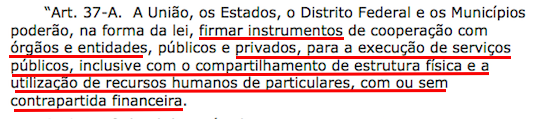 “Art. 37-A.  A União, os Estados, o Distrito Federal e os Municípios
poderão, na forma da lei, firmar instrumentos de cooperação com
órgãos e entidades, públicos e privados, para a execução de serviços
públicos, inclusive com o compartilhamento de estrutura física e a
utilização de recursos humanos de particulares, com ou sem
contrapartida financeira.